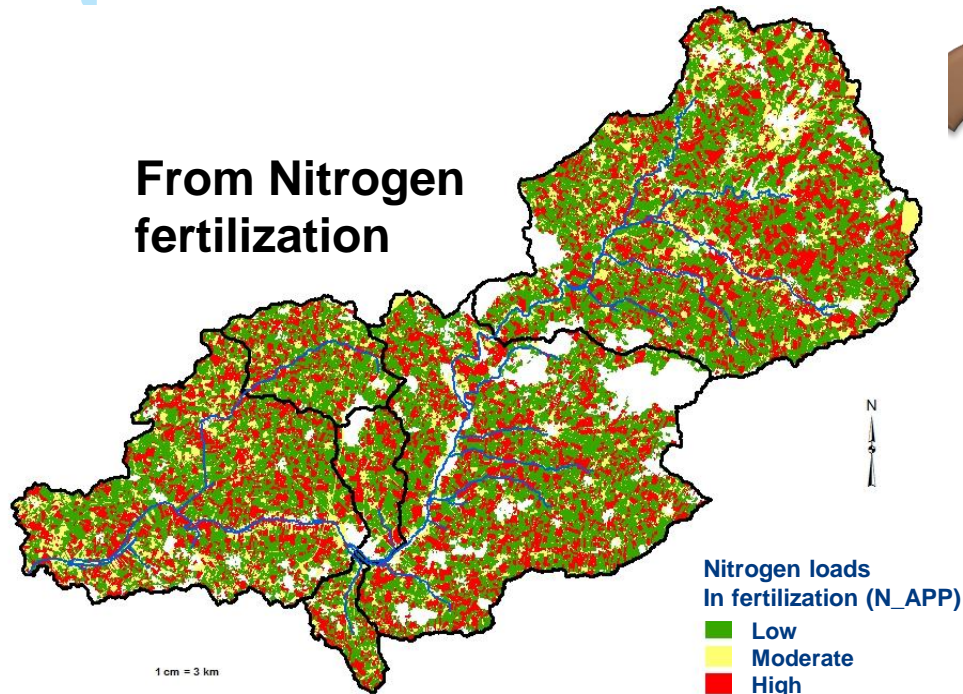 From Nitrogen
fertilization
N
Nitrogen loads
In fertilization (N_APP)
Low
Moderate
High
1 cm = 3 km